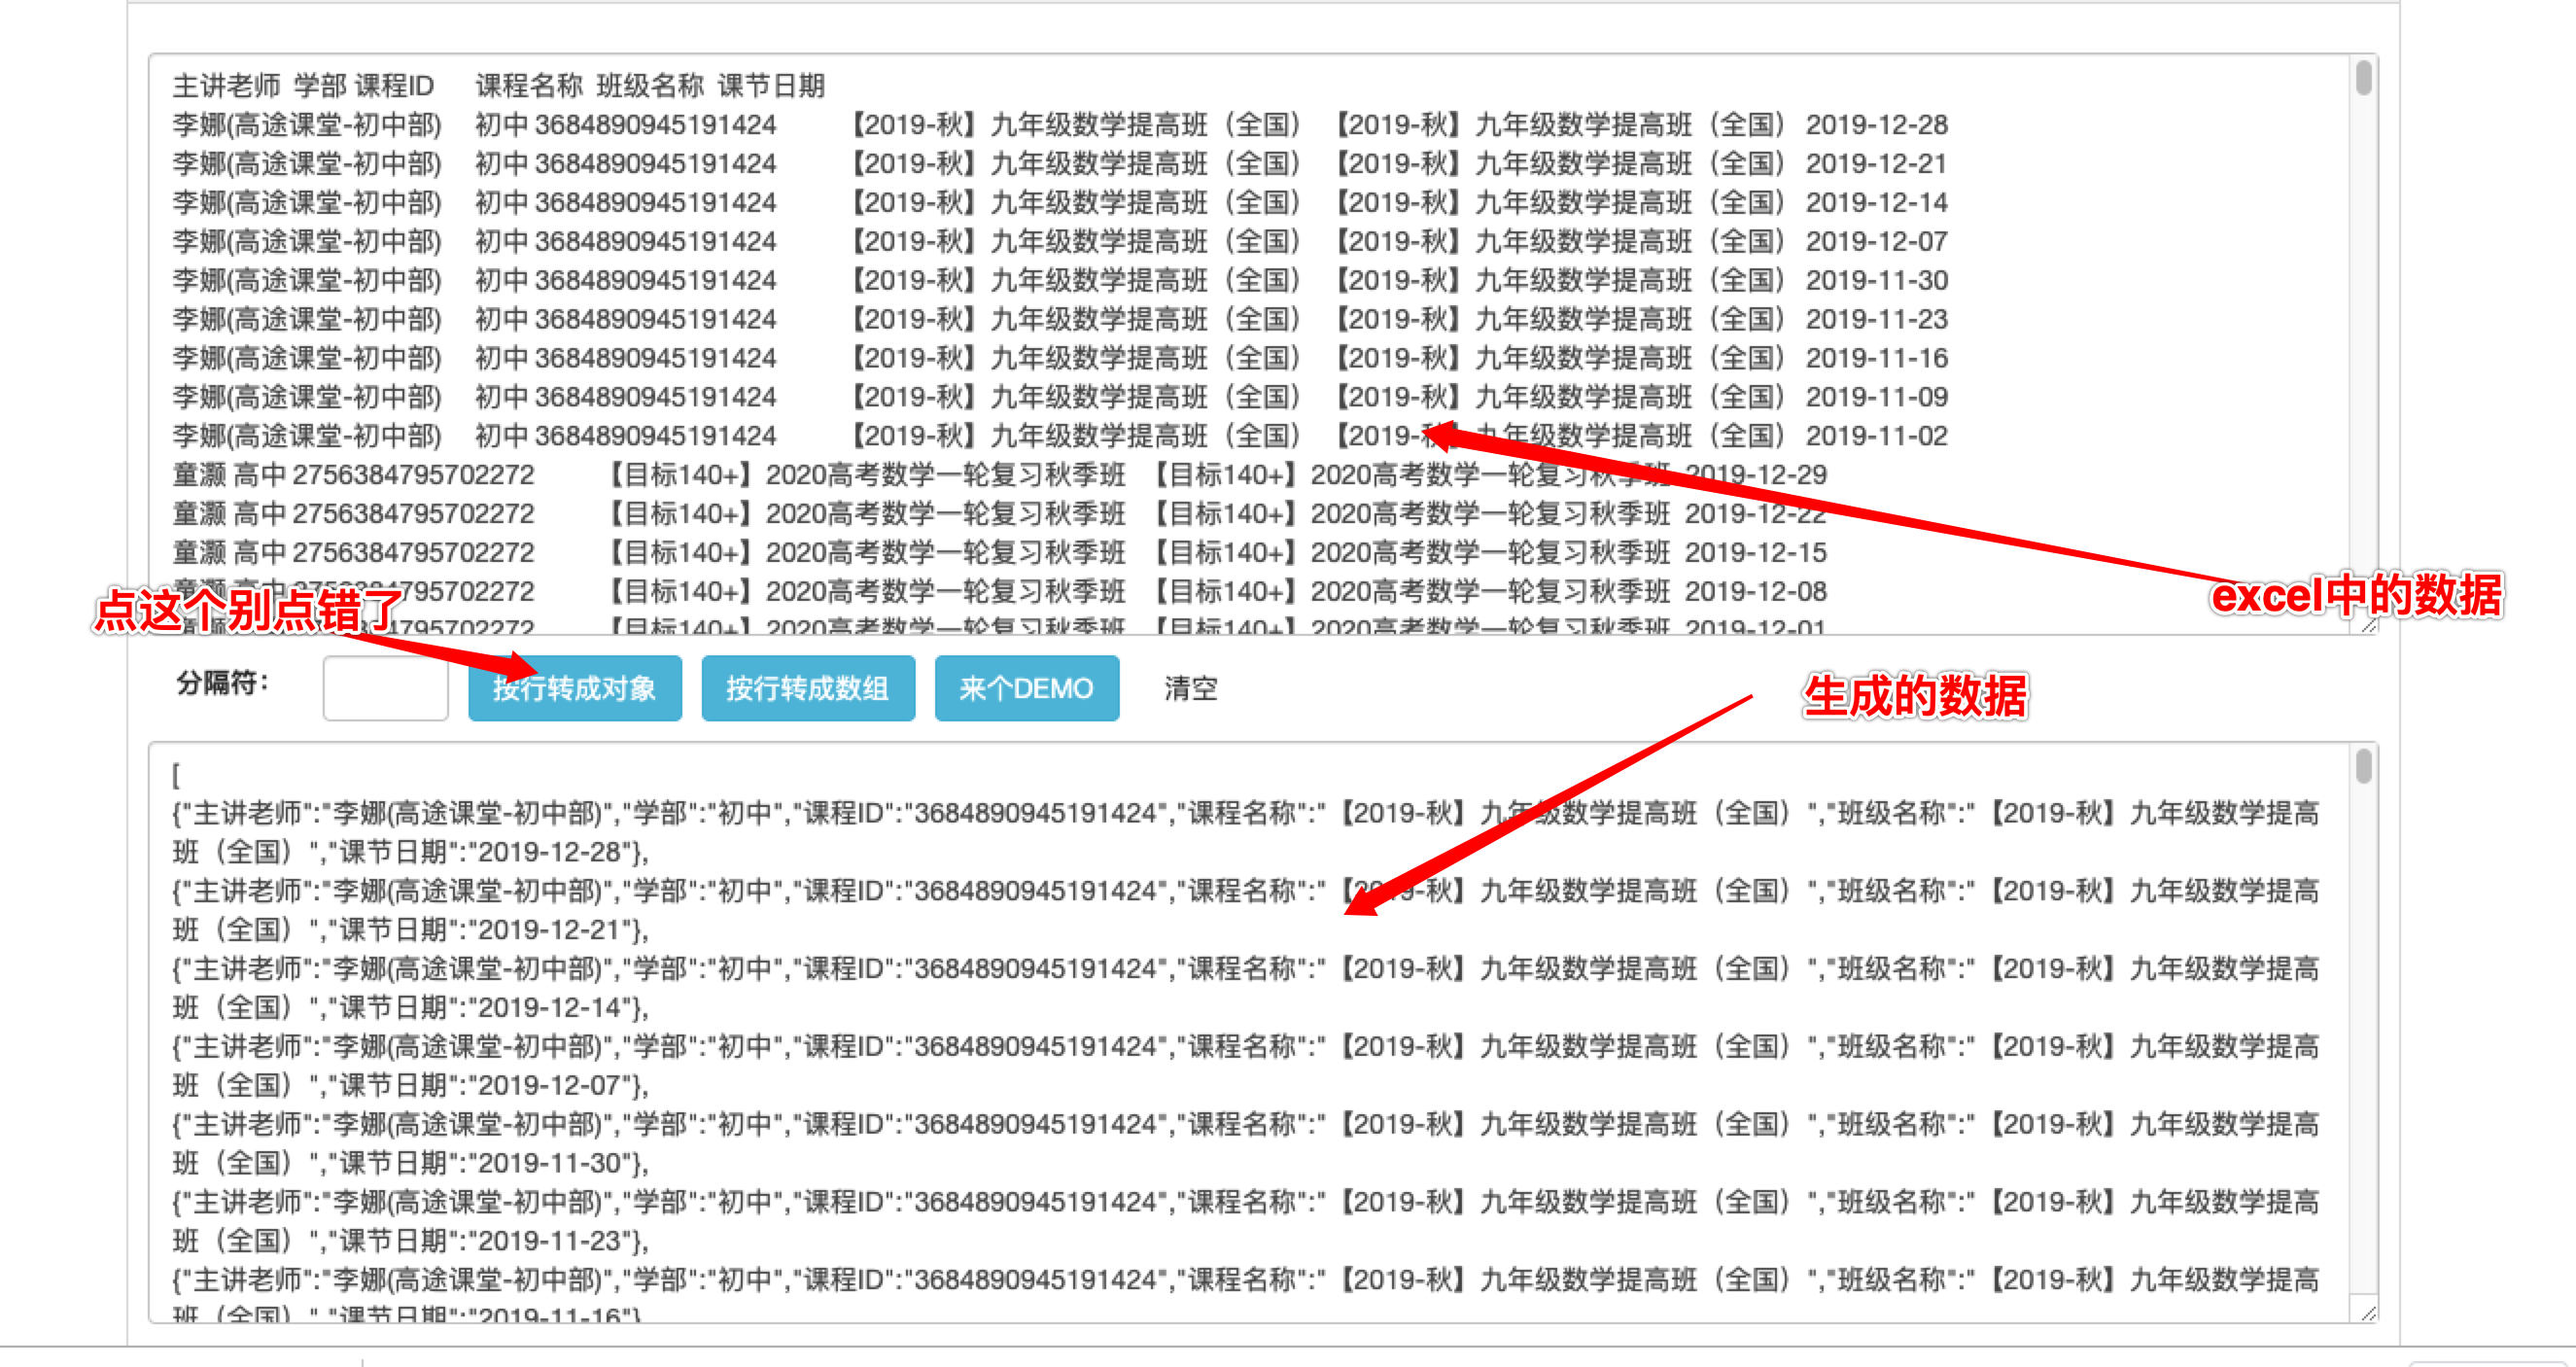 主讲老师 学部 课程ID 课程名称 班级名称 课节日期
李娜(高途课堂-初中部) 初中 3684890945191424 【2019-秋】九年级数学提高班（全国） 【2019-秋】九年级数学提高班（全国） 2019-12-28
李娜(高途课堂-初中部) 初中 3684890945191424 【2019-秋】九年级数学提高班（全国） 【2019-秋】九年级数学提高班（全国） 2019-12-21
李娜(高途课堂-初中部) 初中 3684890945191424 【2019-秋】九年级数学提高班（全国） 【2019-秋】九年级数学提高班（全国） 2019-12-14
李娜(高途课堂-初中部) 初中 3684890945191424 【2019-秋】九年级数学提高班（全国） 【2019-秋】九年级数学提高班（全国） 2019-12-07
李娜(高途课堂-初中部) 初中 3684890945191424 【2019-秋】九年级数学提高班（全国） 【2019-秋】九年级数学提高班（全国） 2019-11-30
李娜(高途课堂-初中部) 初中 3684890945191424 【2019-秋】九年级数学提高班（全国） 【2019-秋】九年级数学提高班（全国） 2019-11-23
李娜(高途课堂-初中部) 初中 3684890945191424 【2019-秋】九年级数学提高班（全国） 【2019-秋】九年级数学提高班（全国） 2019-11-16
李娜(高途课堂-初中部) 初中 3684890945191424 【2019-秋】九年级数学提高班（全国） 【2019-秋】九年级数学提高班（全国） 2019-11-09
李娜(高途课堂-初中部) 初中 3684890945191424 【2019-秋】九年级数学提高班（全国） 【2019-秋】九年级数学提高班（全国） 2019-11-02
童灏 高中 2756384795702272 【目标140+】2020高考数学一轮复习秋季班 【目标140+】2020高考数学一轮复习秋季班 2019-12-29
童灏 高中 2756384795702272 【目标140+】2020高考数学一轮复习秋季班 【目标140+】2020高考数学一轮复习秋季班 2019-12-22
童灏 高中 2756384795702272 【目标140+】2020高考数学一轮复习秋季班 【目标140+】2020高考数学一轮复习秋季班 2019-12-15
童灏 高中 2756384795702272 【目标140+】2020高考数学一轮复习秋季班 【目标140+】2020高考数学一轮复习秋季班 2019-12-08
4795702272 【目标140+】2020高考数学一轮复习秋季班 【目标140+】2020高考数学一轮复习秋季班 2019-12-01
点这个别点错了
excel中的数据
分隔符： 按行转成对象 按行转成数组 来个DEMO 清空
生成的数据
[
{"主讲老师":"李娜(高途课堂-初中部)","学部":"初中","课程ID":"3684890945191424","课程名称":"【2019-秋】九年级数学提高班（全国）","班级名称":"【2019-秋】九年级数学提高
班（全国）","课节日期":"2019-12-28"},
{"主讲老师":"李娜(高途课堂-初中部)","学部":"初中","课程ID":"3684890945191424","课程名称":"【2019-秋】九年级数学提高班（全国）","班级名称":"【2019-秋】九年级数学提高
班（全国）","课节日期":"2019-12-21"},
{"主讲老师":"李娜(高途课堂-初中部)","学部":"初中","课程ID":"3684890945191424","课程名称":"【2019-秋】九年级数学提高班（全国）","班级名称":"【2019-秋】九年级数学提高
班（全国）","课节日期":"2019-12-14"},
{"主讲老师":"李娜(高途课堂-初中部)","学部":"初中","课程ID":"3684890945191424","课程名称":"【2019-秋】九年级数学提高班（全国）","班级名称":"【2019-秋】九年级数学提高
班（全国）","课节日期":"2019-12-07"},
{"主讲老师":"李娜(高途课堂-初中部)","学部":"初中","课程ID":"3684890945191424","课程名称":"【2019-秋】九年级数学提高班（全国）","班级名称":"【2019-秋】九年级数学提高
班（全国）","课节日期":"2019-11-30"},
{"主讲老师":"李娜(高途课堂-初中部)","学部":"初中","课程ID":"3684890945191424","课程名称":"【2019-秋】九年级数学提高班（全国）","班级名称":"【2019-秋】九年级数学提高
班（全国）","课节日期":"2019-11-23"},
{"主讲老师":"李娜(高途课堂-初中部)","学部":"初中","课程ID":"3684890945191424","课程名称":"【2019-秋】九年级数学提高班（全国）","班级名称":"【2019-秋】九年级数学提高
班（全国）","课节日期":"2019-11-16"},